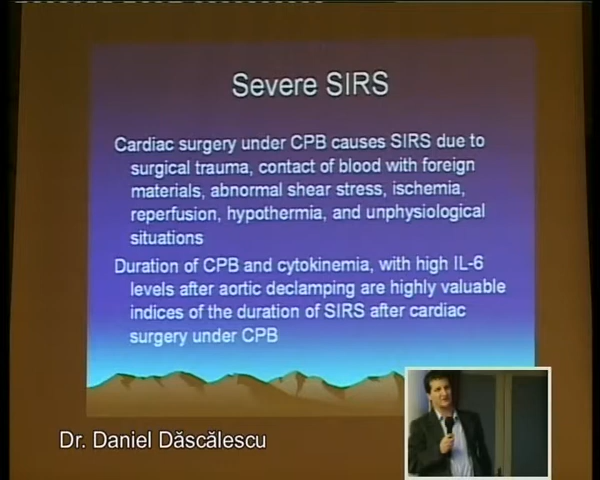 Severe SIRS
Cardiac surgery under CPB causes SIRS due to
surgical trauma, contact of blood with foreign
materials, abnormal shear stress, ischemia,
reperfusion, hypothermia, and unphysiological
situations
Duration of CPB and cytokinemia, with high IL-6
levels after aortic declamping are highly valuable
indices of the duration of SIRS after cardiac
surgery under CPB
Dr. Daniel Dăscălescu